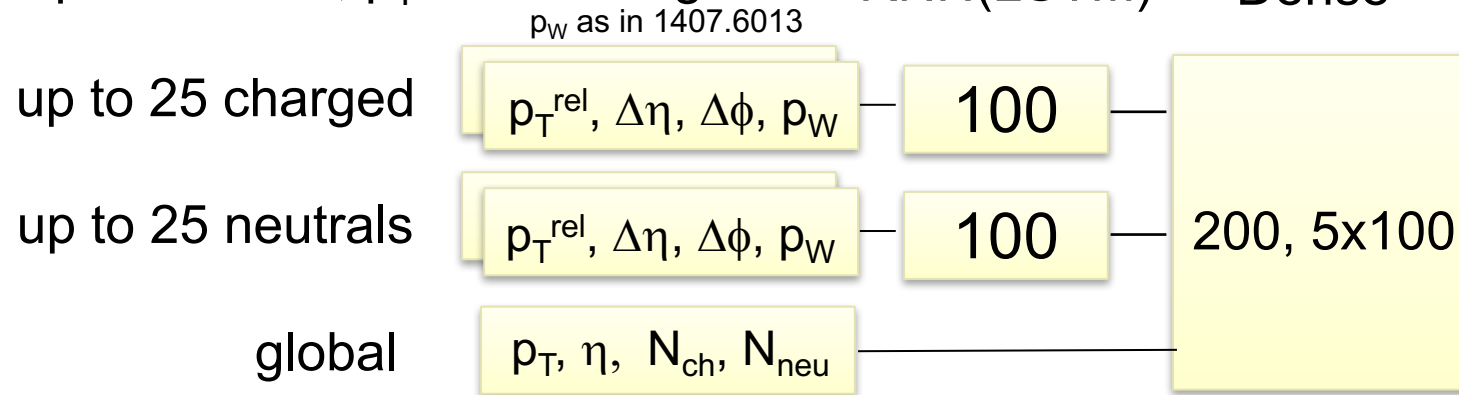 p_W as in 1407.6013
up to 25 charged p_T^rel, Δη, Δϕ, p_W 100
up to 25 neutrals p_T^rel, Δη, Δϕ, p_W 100 200, 5x100
global p_T, η, N_ch, N_neu